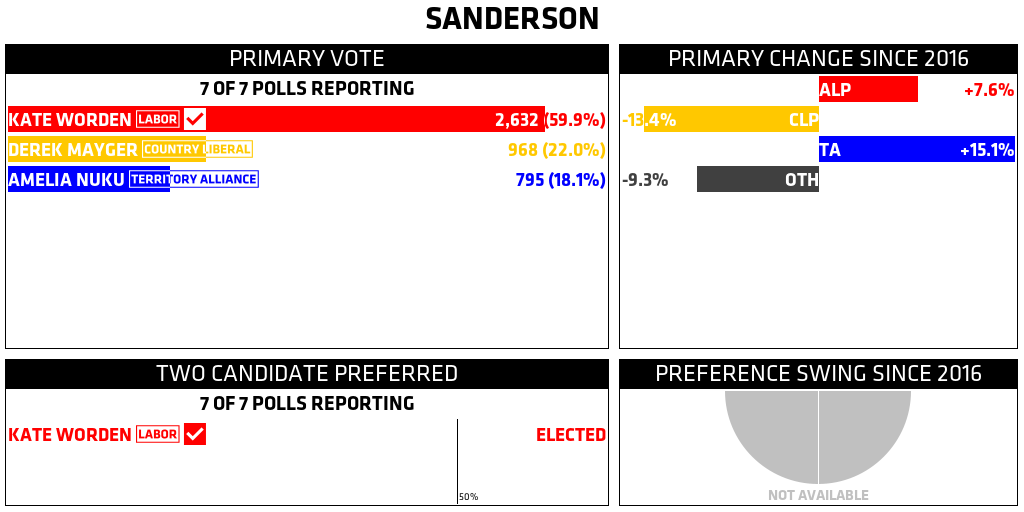 SANDERSON
PRIMARY VOTE
7 OF 7 POLLS REPORTING
KATE WORDEN LABOR 2,632 (59.9%)
DEREK MAYGER COUNTRY LIBERAL 968 (22.0%)
AMELIA NUKU TERRITORY ALLIANCE 795 (18.1%)
PRIMARY CHANGE SINCE 2016
ALP +7.6%
-13.4% CLP
TA +15.1%
-9.3% OTH
TWO CANDIDATE PREFERRED
7 OF 7 POLLS REPORTING
KATE WORDEN LABOR ELECTED
50%
PREFERENCE SWING SINCE 2016
NOT AVAILABLE